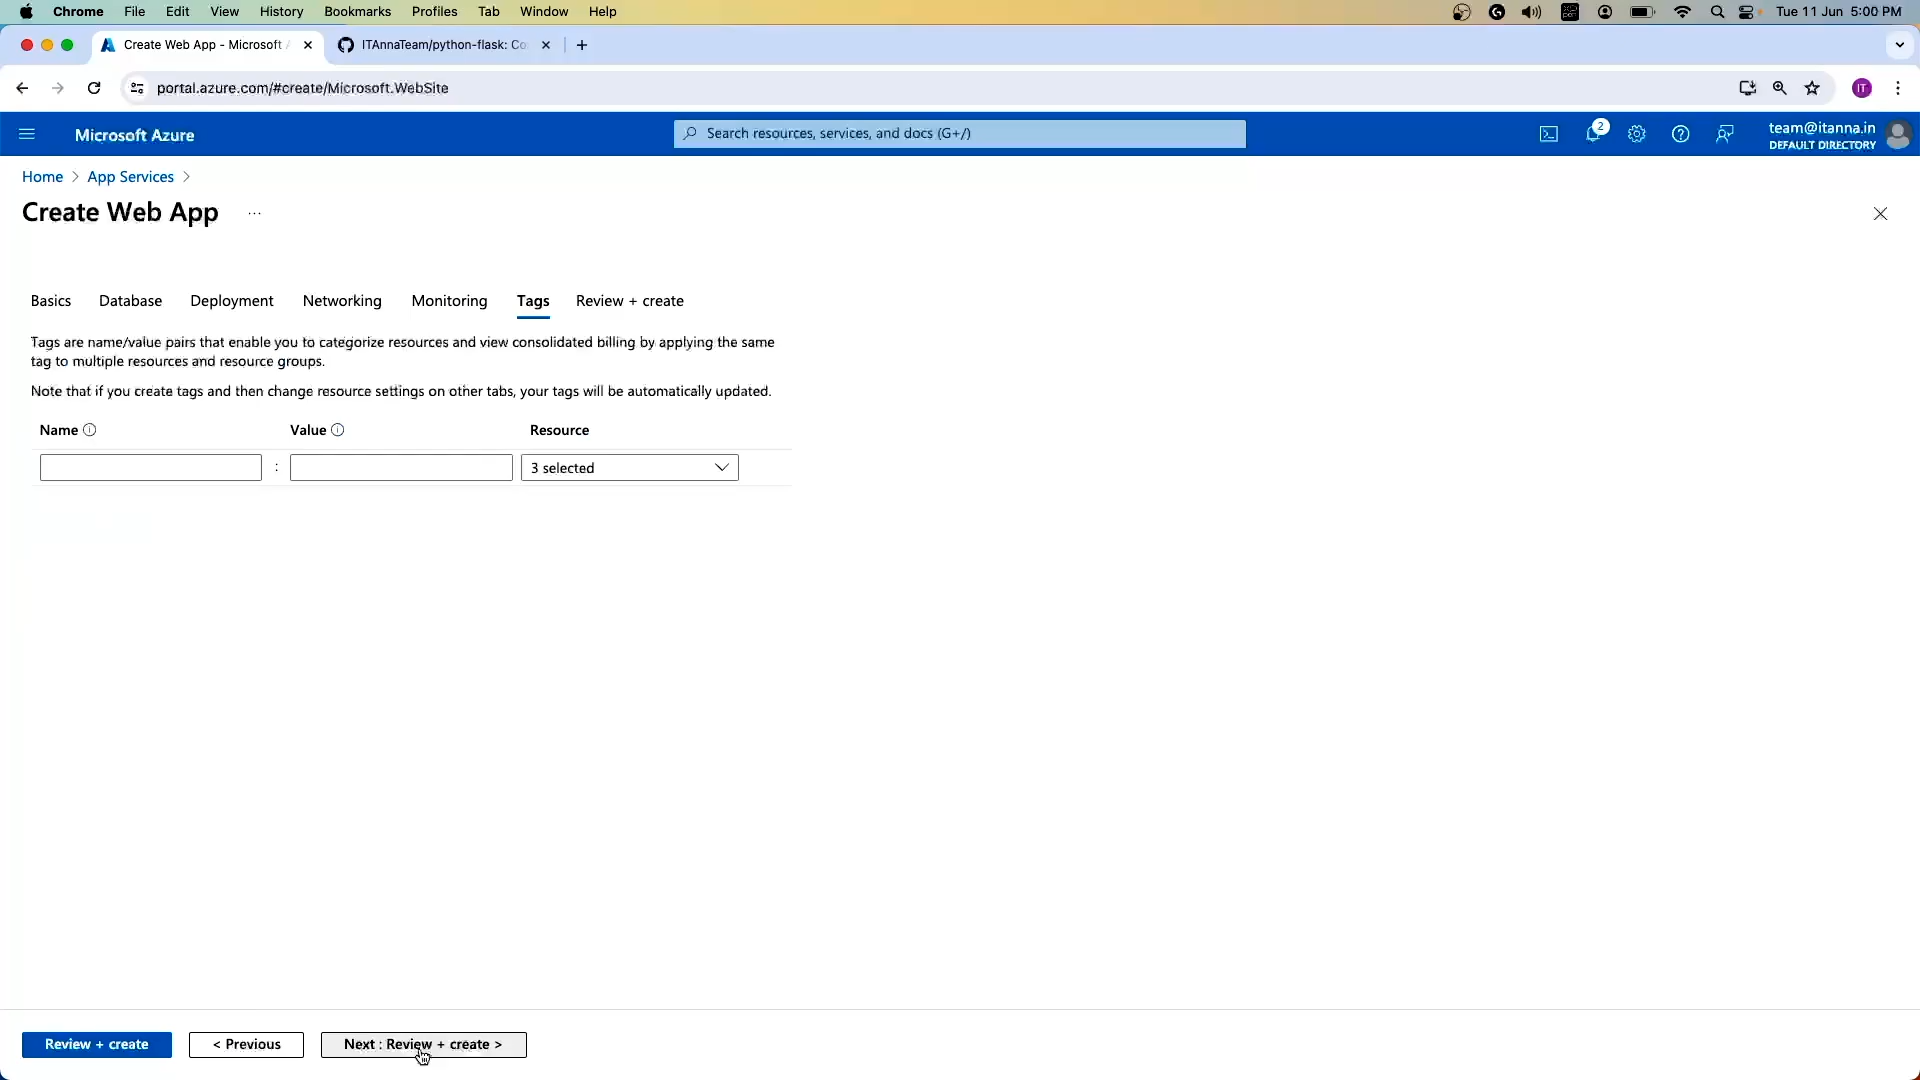 Chrome File Edit View History Bookmarks Profiles Tab Window Help Tue 11 Jun 5:00 PM
Create Web App - Microsoft ITAnnaTeam/python-flask: Co
portal.azure.com/#create/Microsoft.WebSite IT
Microsoft Azure Search resources, services, and docs (G+/) 2 team@itanna.in
DEFAULT DIRECTORY
Home > App Services >
Create Web App ...
Basics Database Deployment Networking Monitoring Tags Review + create
Tags are name/value pairs that enable you to categorize resources and view consolidated billing by applying the same
tag to multiple resources and resource groups.
Note that if you create tags and then change resource settings on other tabs, your tags will be automatically updated.
Name Value Resource
: 3 selected
Review + create < Previous Next : Review + create >